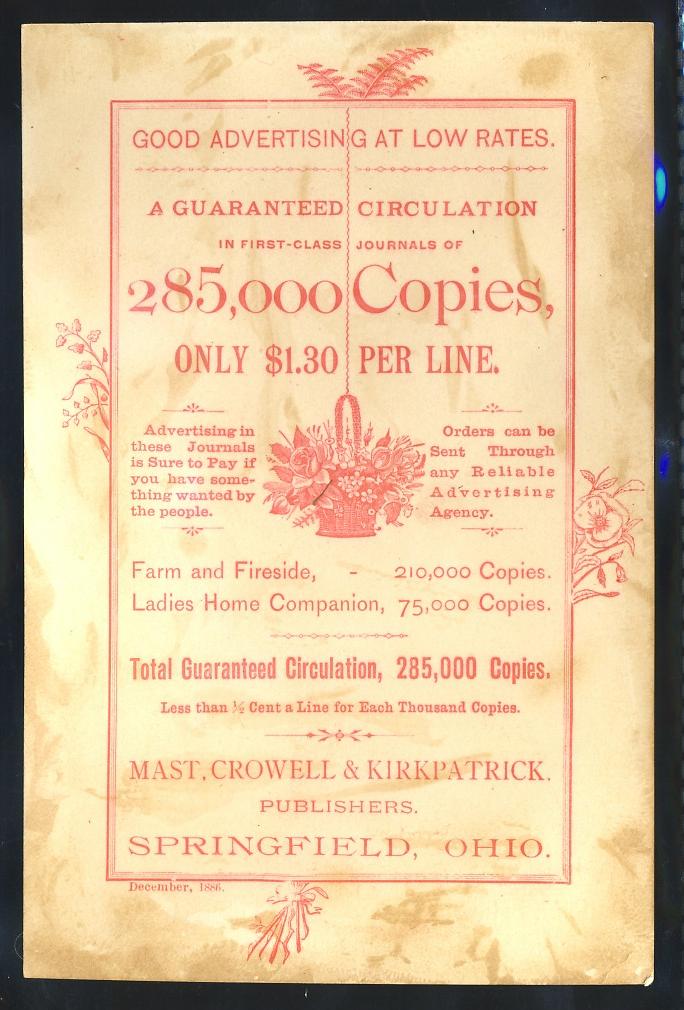 GOOD ADVERTISING AT LOW RATES.
A GUARANTEED CIRCULATION
IN FIRST-CLASS JOURNALS OF
285,000 Copies,
ONLY $1.30 PER LINE.
Advertising in
these Journals
is Sure to Pay if
you have some-
thing wanted by
the people.
Orders can be
Sent Through
any Reliable
Advertising
Agency.
Farm and Fireside, - 210,000 Copies.
Ladies Home Companion, 75,000 Copies.
Total Guaranteed Circulation, 285,000 Copies.
Less than ½ Cent a Line for Each Thousand Copies.
MAST, CROWELL & KIRKPATRICK.
PUBLISHERS.
SPRINGFIELD, OHIO.
December, 1886.